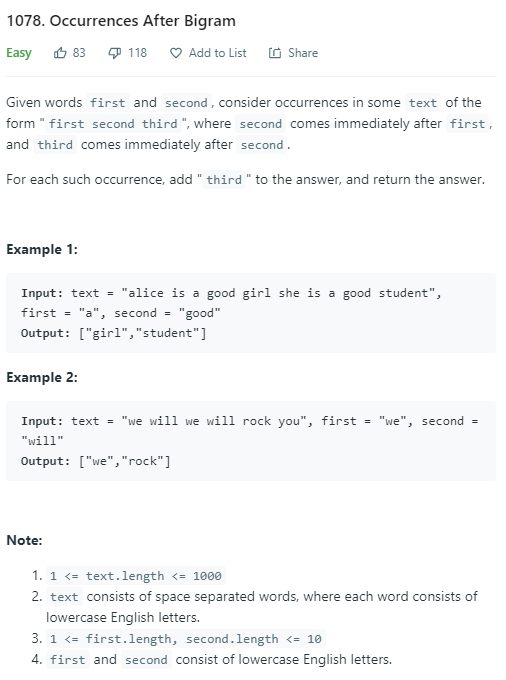 1078. Occurrences After Bigram
Easy 83 118 Add to List Share
Given words first and second, consider occurrences in some text of the
form "first second third", where second comes immediately after first,
and third comes immediately after second.
For each such occurrence, add "third" to the answer, and return the answer.
Example 1:
Input: text = "alice is a good girl she is a good student",
first = "a", second = "good"
Output: ["girl","student"]
Example 2:
Input: text = "we will we will rock you", first = "we", second =
"will"
Output: ["we","rock"]
Note:
1. 1 <= text.length <= 1000
2. text consists of space separated words, where each word consists of
lowercase English letters.
3. 1 <= first.length, second.length <= 10
4. first and second consist of lowercase English letters.